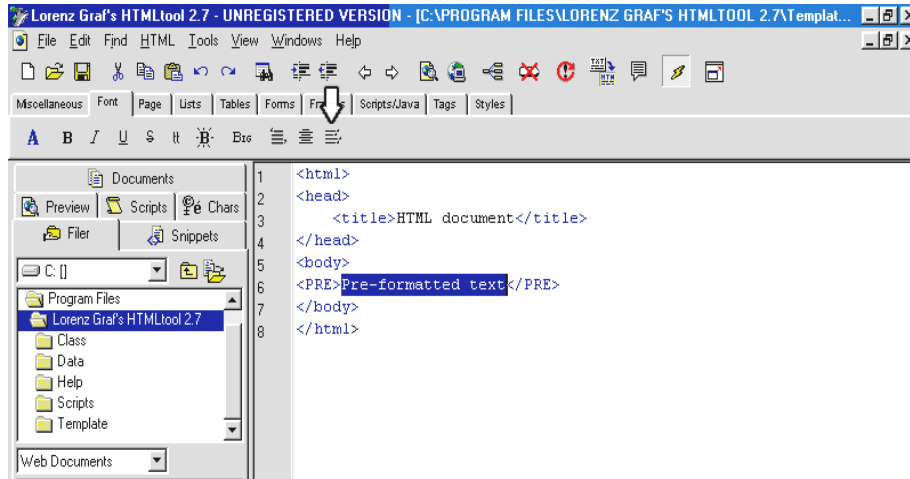 Lorenz Graf's HTMLtool 2.7 - UNREGISTERED VERSION - [C:\PROGRAM FILES\LORENZ GRAF'S HTMLTOOL 2.7\Templat...
File Edit Find HTML Tools View Windows Help
Miscellaneous Font Page Lists Tables Forms Scripts/Java Tags Styles
A B I U S tt B BIG
Documents
Preview Scripts Chars
Filer Snippets
C: []
Program Files
Lorenz Graf's HTMLtool 2.7
Class
Data
Help
Scripts
Template
Web Documents
1 <html>
2 <head>
3 <title>HTML document</title>
4 </head>
5 <body>
6 <PRE>Pre-formatted text</PRE>
7 </body>
8 </html>